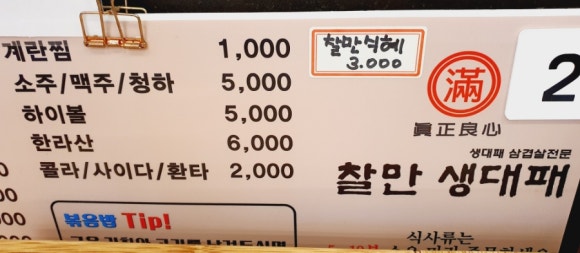 계란찜 1,000
소주/맥주/청하 5,000
하이볼 5,000
한라산 6,000
콜라/사이다/환타 2,000
찰만식혜
3.000
滿
眞正良心
2
생대패 삼겹살전문
찰만 생대패
볶음밥 Tip!
식사류는